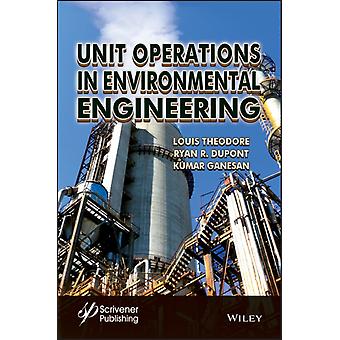 UNIT OPERATIONS
IN ENVIRONMENTAL
ENGINEERING
LOUIS THEODORE
RYAN R. DUPONT
KUMAR GANESAN
Scrivener
Publishing
WILEY